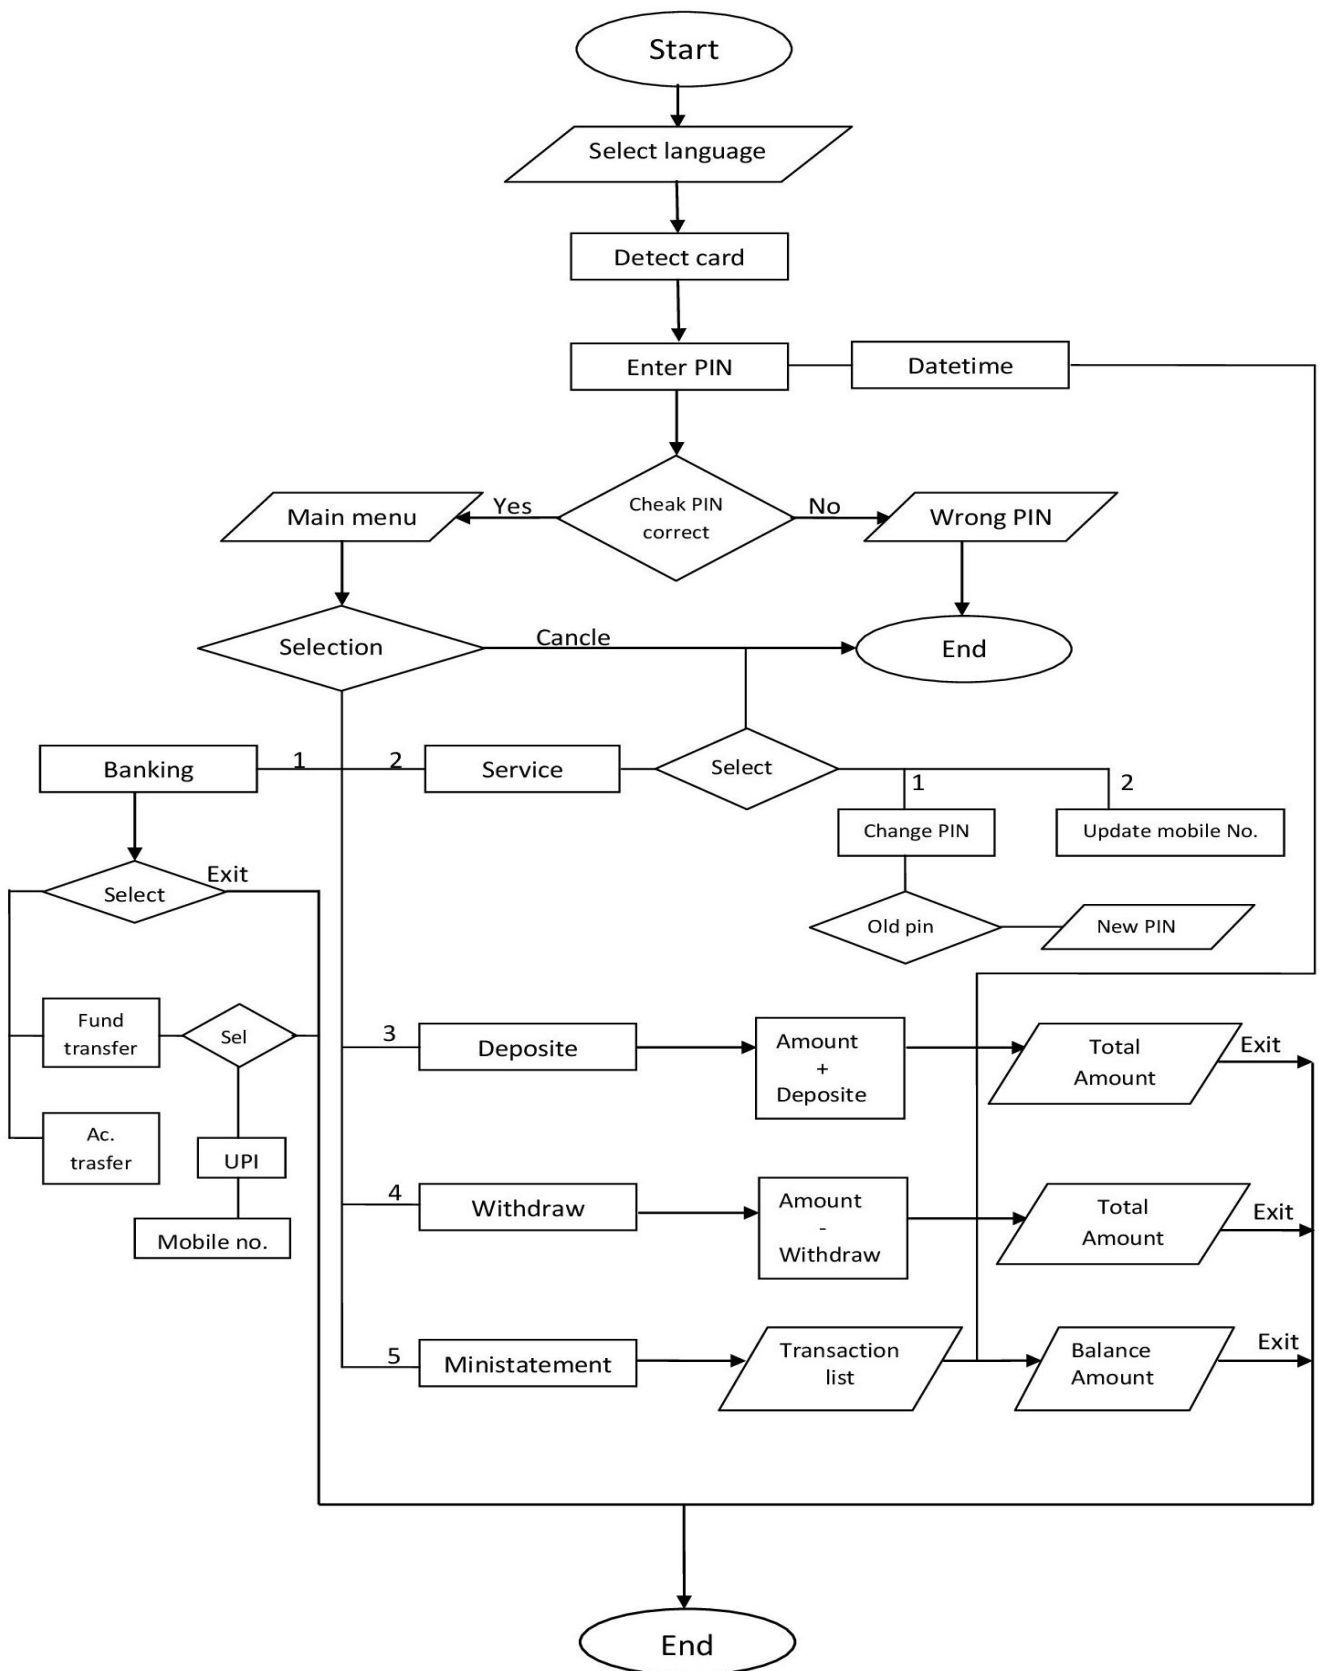 Start
Select language
Detect card
Enter PIN
Datetime
Main menu
Yes
Cheak PIN
correct
No
Wrong PIN
Selection
Cancle
End
Banking
1
2
Service
Select
1
2
Change PIN
Update mobile No.
Select
Exit
Old pin
New PIN
Fund
transfer
Sel
3
Deposite
Amount
+
Deposite
Total
Amount
Exit
Ac.
trasfer
UPI
Mobile no.
4
Withdraw
Amount
-
Withdraw
Total
Amount
Exit
5
Ministatement
Transaction
list
Balance
Amount
Exit
End